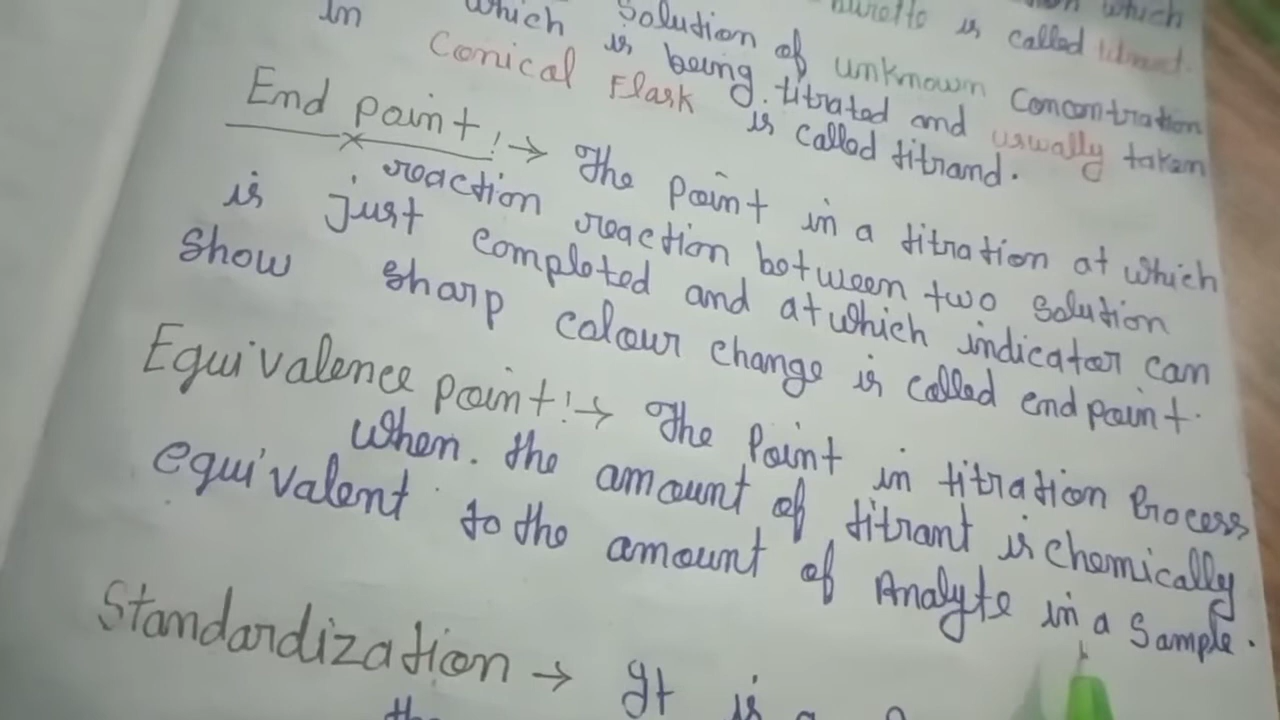 which
burette is called titrant.
which solution of unknown Concentration
in is being titrated and usually taken
Conical Flask is called titrand.
End point :→ The Point in a titration at which
reaction reaction between two solution
is just completed and at which indicator can
show sharp colour change is called end point.
Equivalence point :→ The Point in titration Process
when. the amount of titrant is chemically
equivalent to the amount of Analyte in a Sample.
Standardization → It is a
the